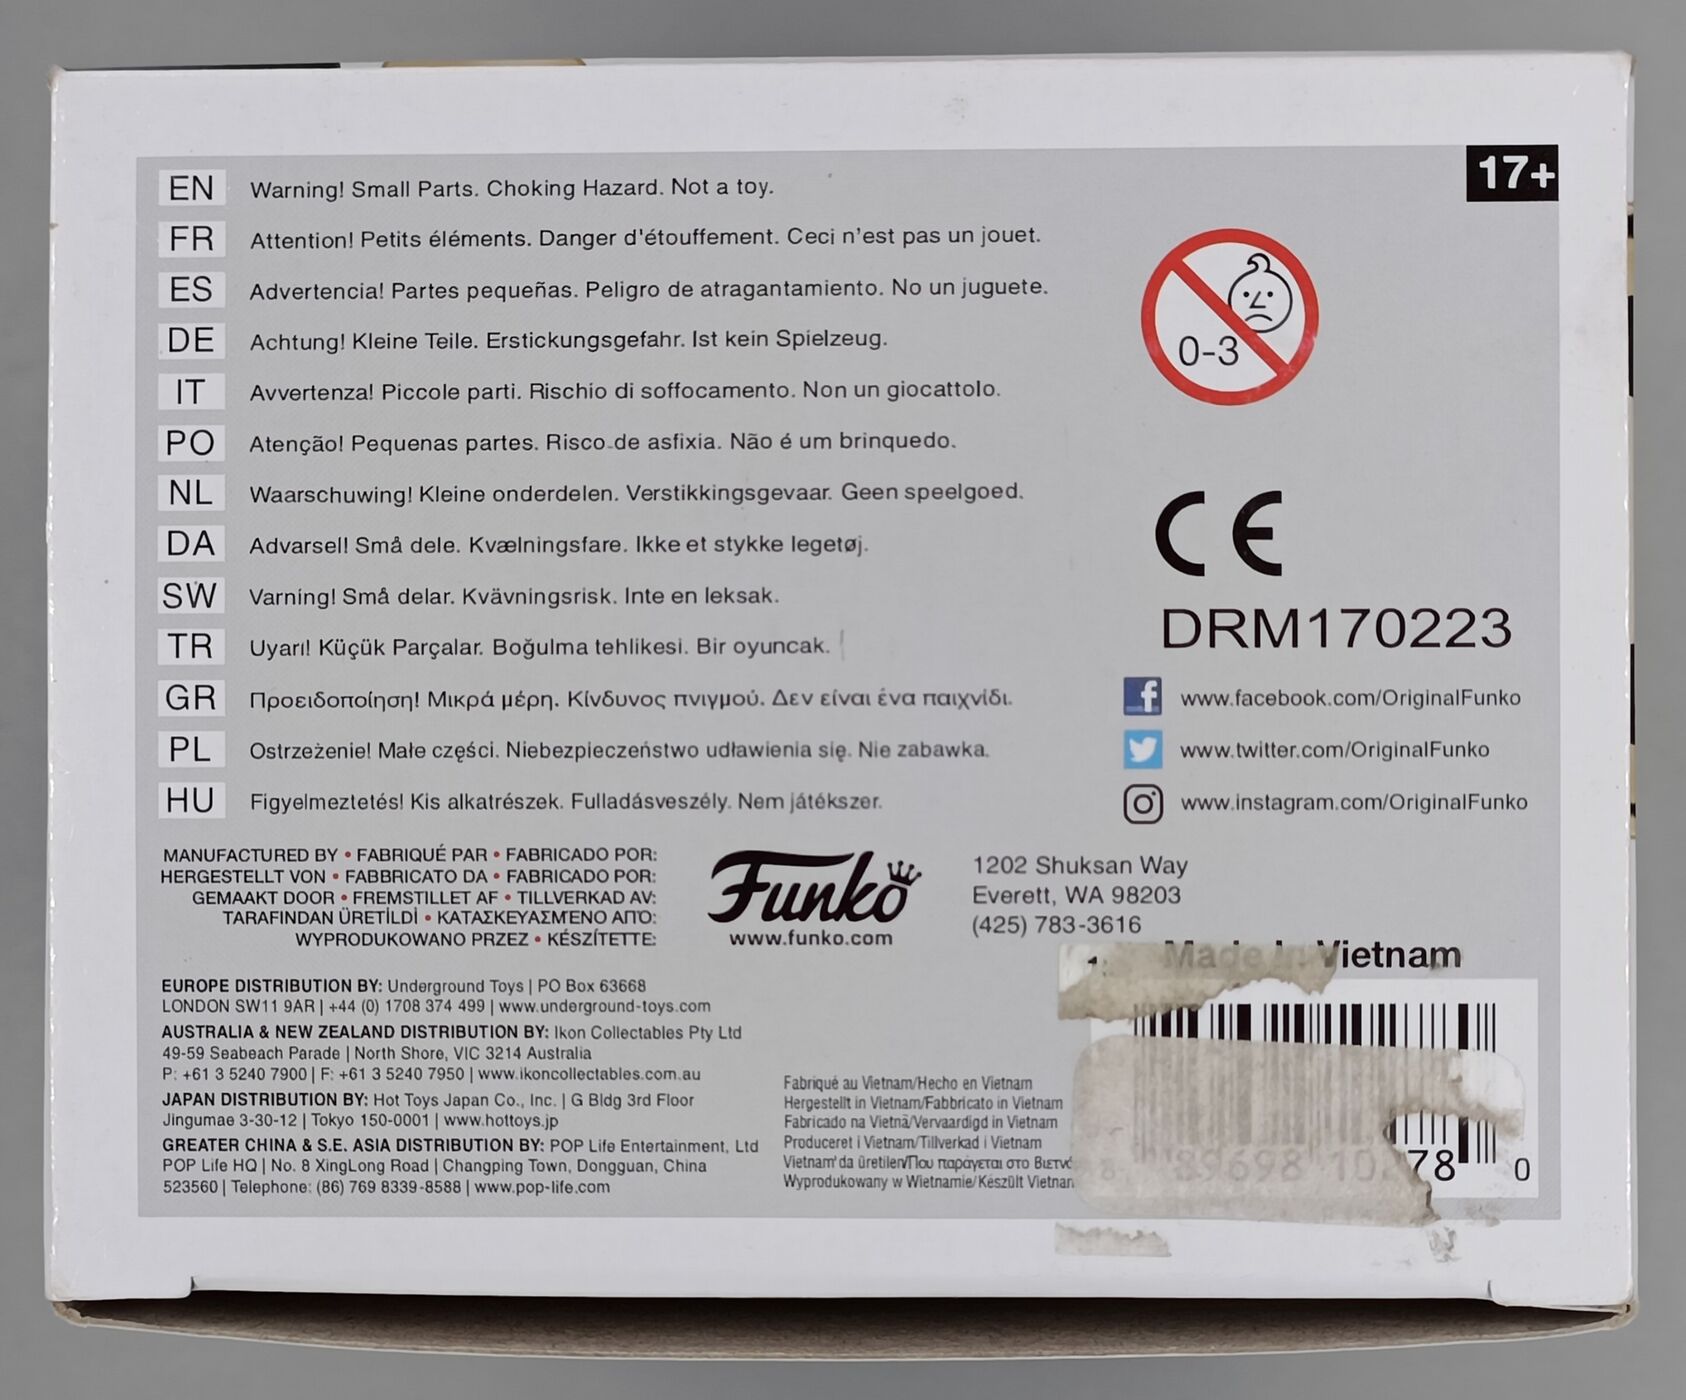 17+
EN Warning! Small Parts. Choking Hazard. Not a toy.
FR Attention! Petits éléments. Danger d'étouffement. Ceci n'est pas un jouet.
ES Advertencia! Partes pequeñas. Peligro de atragantamiento. No un juguete.
DE Achtung! Kleine Teile. Erstickungsgefahr. Ist kein Spielzeug.
IT Avvertenza! Piccole parti. Rischio di soffocamento. Non un giocattolo.
PO Atenção! Pequenas partes. Risco de asfixia. Não é um brinquedo.
NL Waarschuwing! Kleine onderdelen. Verstikkingsgevaar. Geen speelgoed.
DA Advarsel! Små dele. Kvælningsfare. Ikke et stykke legetøj.
SW Varning! Små delar. Kvävningsrisk. Inte en leksak.
TR Uyarı! Küçük Parçalar. Boğulma tehlikesi. Bir oyuncak.
GR Προειδοποίηση! Μικρά μέρη. Κίνδυνος πνιγμού. Δεν είναι ένα παιχνίδι.
PL Ostrzeżenie! Małe części. Niebezpieczeństwo udławienia się. Nie zabawka.
HU Figyelmeztetés! Kis alkatrészek. Fulladásveszély. Nem játékszer.
0-3
CE
DRM170223
www.facebook.com/OriginalFunko
www.twitter.com/OriginalFunko
www.instagram.com/OriginalFunko
MANUFACTURED BY • FABRIQUÉ PAR • FABRICADO POR:
HERGESTELLT VON • FABBRICATO DA • FABRICADO POR:
GEMAAKT DOOR • FREMSTILLET AF • TILLVERKAD AV:
TARAFINDAN ÜRETİLDİ • ΚΑΤΑΣΚΕΥΑΣΜΈΝΟ ΑΠΌ:
WYPRODUKOWANO PRZEZ • KÉSZÍTETTE:
Funko
www.funko.com
1202 Shuksan Way
Everett, WA 98203
(425) 783-3616
Made In Vietnam
EUROPE DISTRIBUTION BY: Underground Toys | PO Box 63668
LONDON SW11 9AR | +44 (0) 1708 374 499 | www.underground-toys.com
AUSTRALIA & NEW ZEALAND DISTRIBUTION BY: Ikon Collectables Pty Ltd
49-59 Seabeach Parade | North Shore, VIC 3214 Australia
P: +61 3 5240 7900 | F: +61 3 5240 7950 | www.ikoncollectables.com.au
JAPAN DISTRIBUTION BY: Hot Toys Japan Co., Inc. | G Bldg 3rd Floor
Jingumae 3-30-12 | Tokyo 150-0001 | www.hottoys.jp
GREATER CHINA & S.E. ASIA DISTRIBUTION BY: POP Life Entertainment, Ltd
POP Life HQ | No. 8 XingLong Road | Changping Town, Dongguan, China
523560 | Telephone: (86) 769 8339-8588 | www.pop-life.com
Fabriqué au Vietnam/Hecho en Vietnam
Hergestellt in Vietnam/Fabbricato in Vietnam
Fabricado na Vietnã/Vervaardigd in Vietnam
Produceret i Vietnam/Tillverkad i Vietnam
Vietnam'da üretilen/Που παράγεται στο
Wyprodukowany w Wietnamie/Készült
8 89698 10278 0